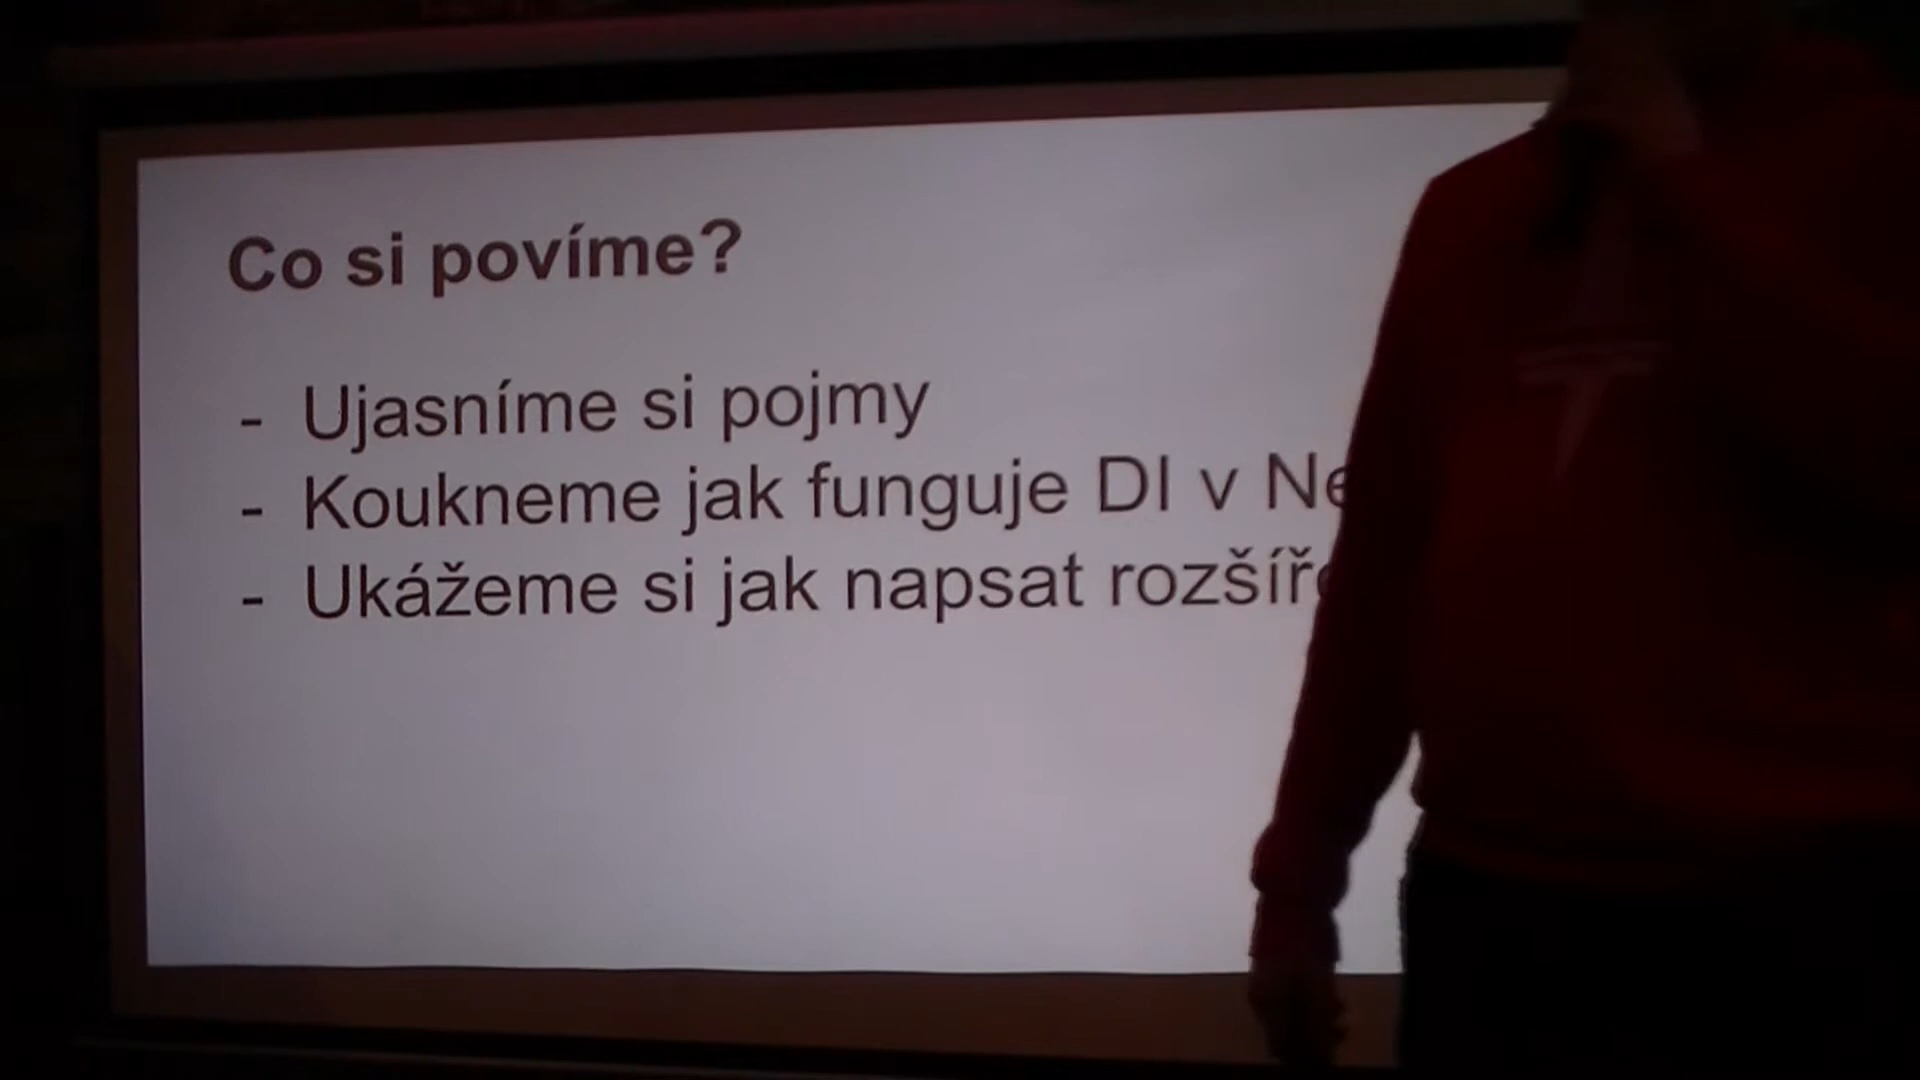 Co si povíme?
- Ujasníme si pojmy
- Koukneme jak funguje DI v
- Ukážeme si jak napsat